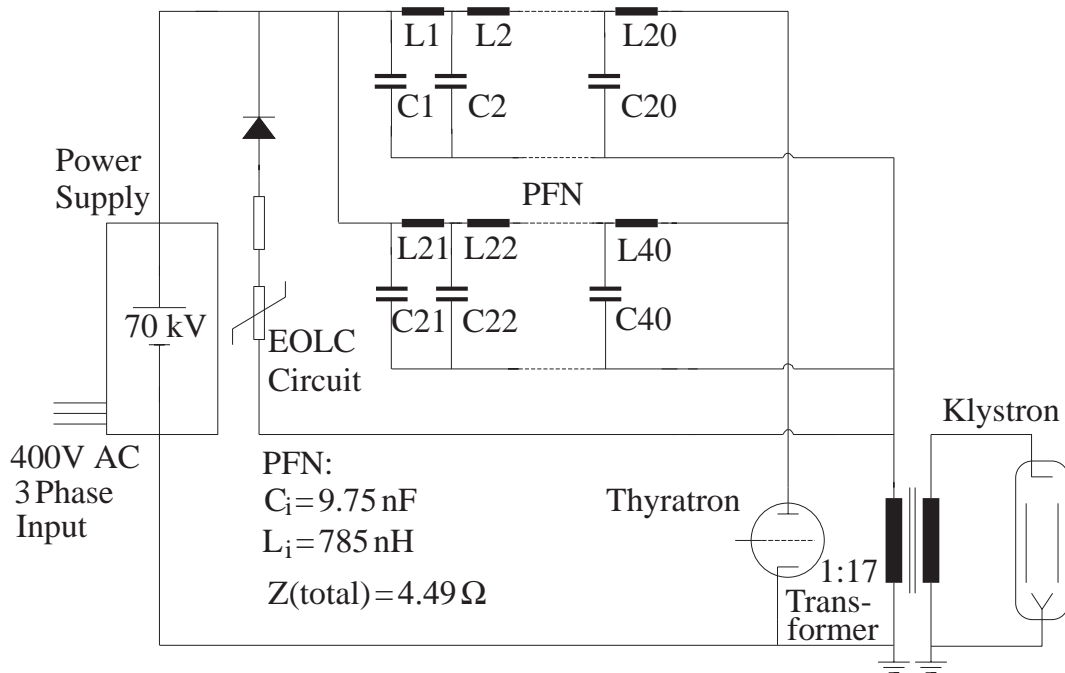 L1 L2 L20
C1 C2 C20
Power
Supply
PFN
L21 L22 L40
70 kV
C21 C22 C40
EOLC
Circuit
Klystron
400V AC
3 Phase
Input
PFN:
Ci=9.75 nF
Li=785 nH
Z(total)=4.49 Ω
Thyratron
1:17
Trans-
former